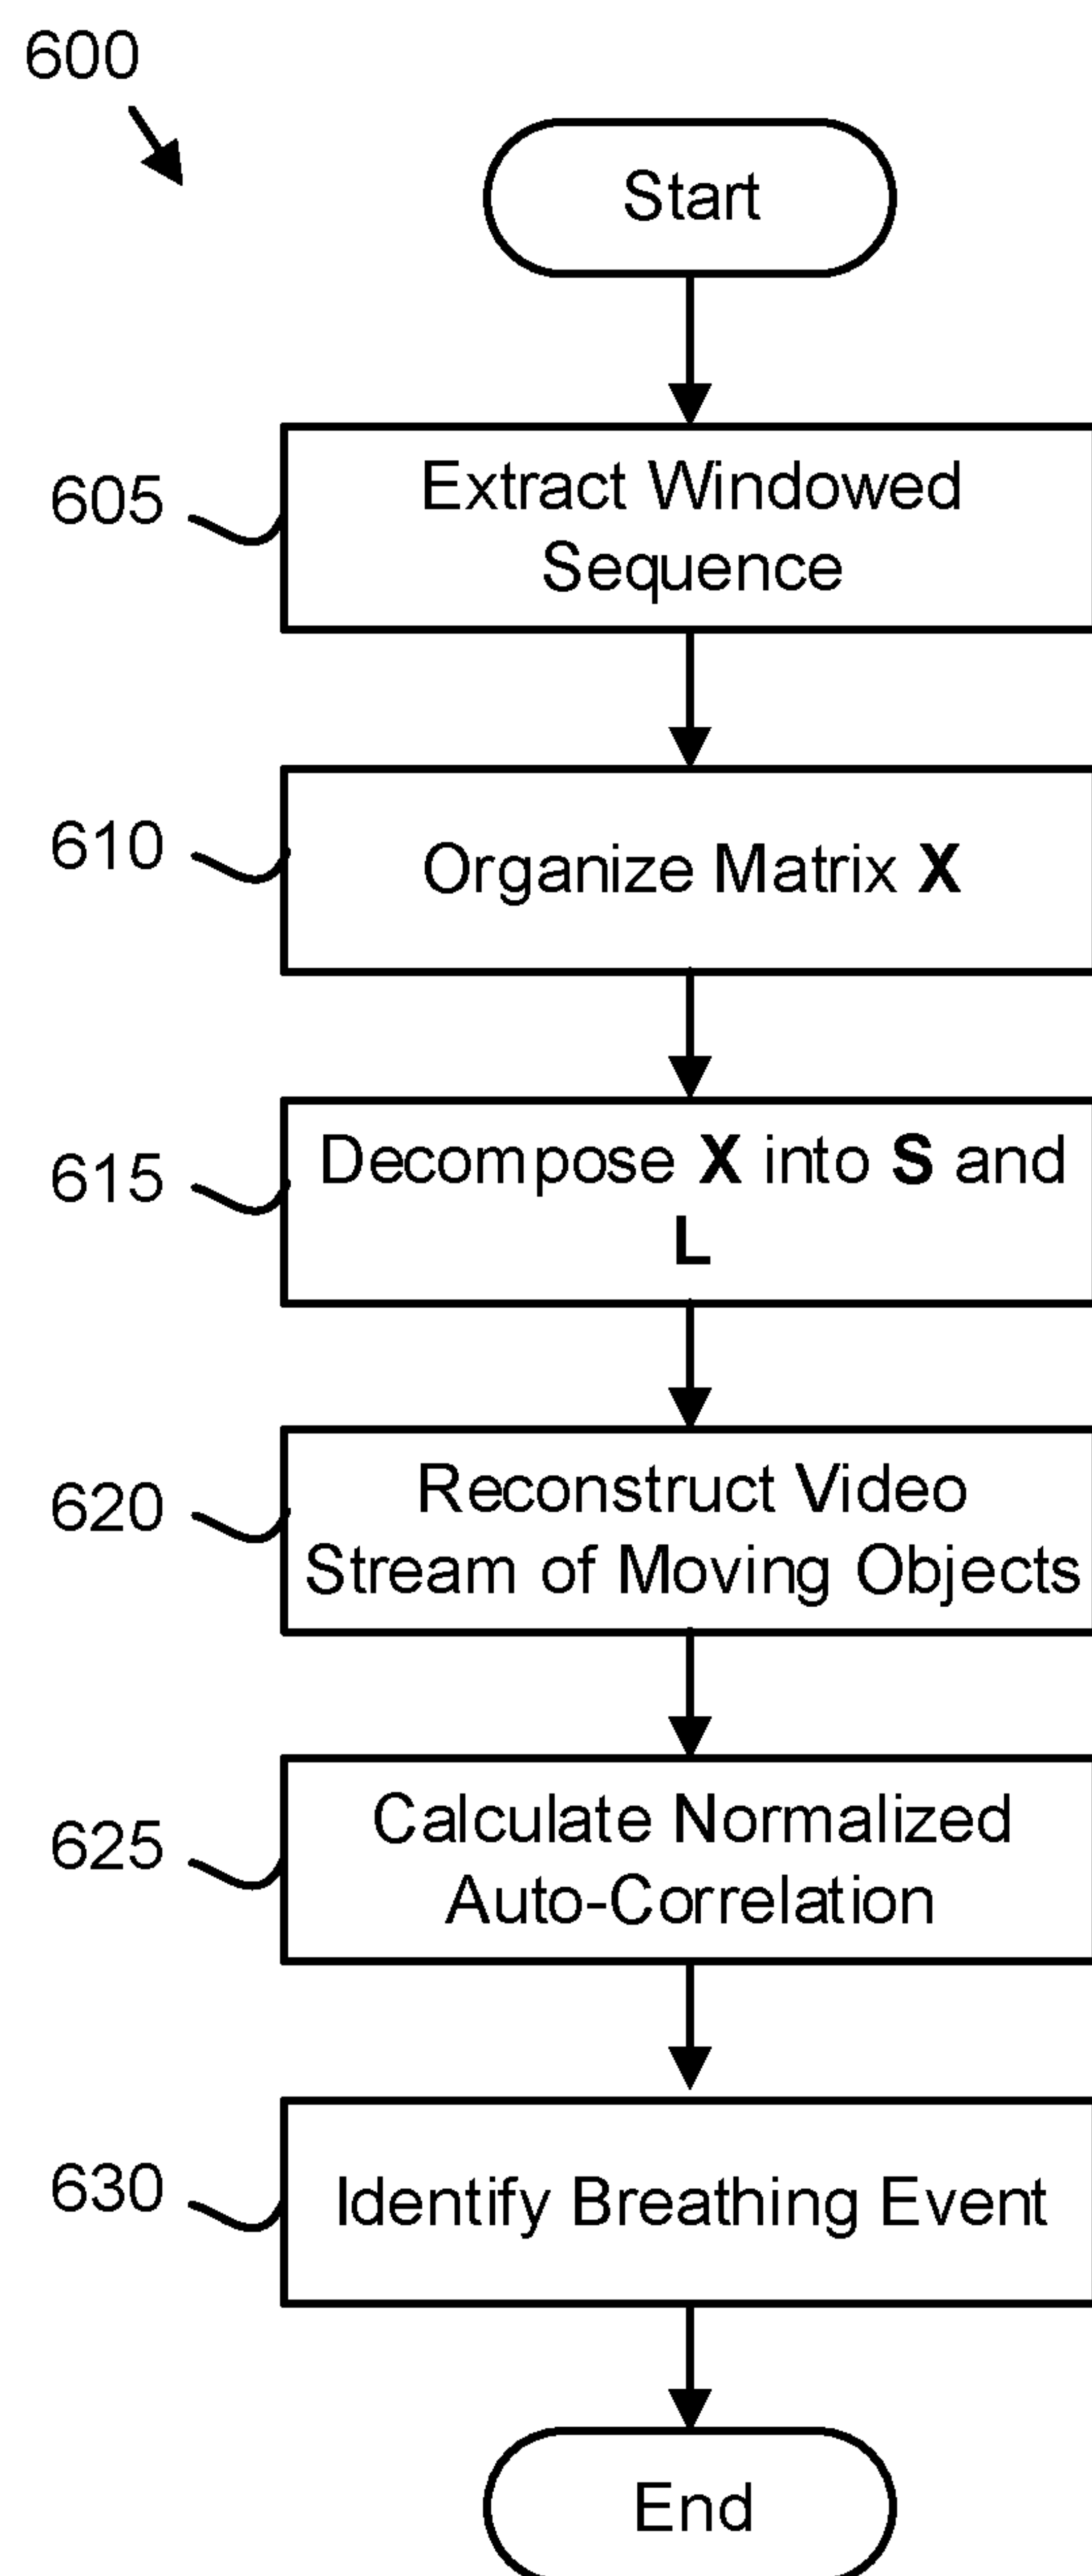 600
Start
605
Extract Windowed
Sequence
610
Organize Matrix X
615
Decompose X into S and
L
620
Reconstruct Video
Stream of Moving Objects
625
Calculate Normalized
Auto-Correlation
630
Identify Breathing Event
End